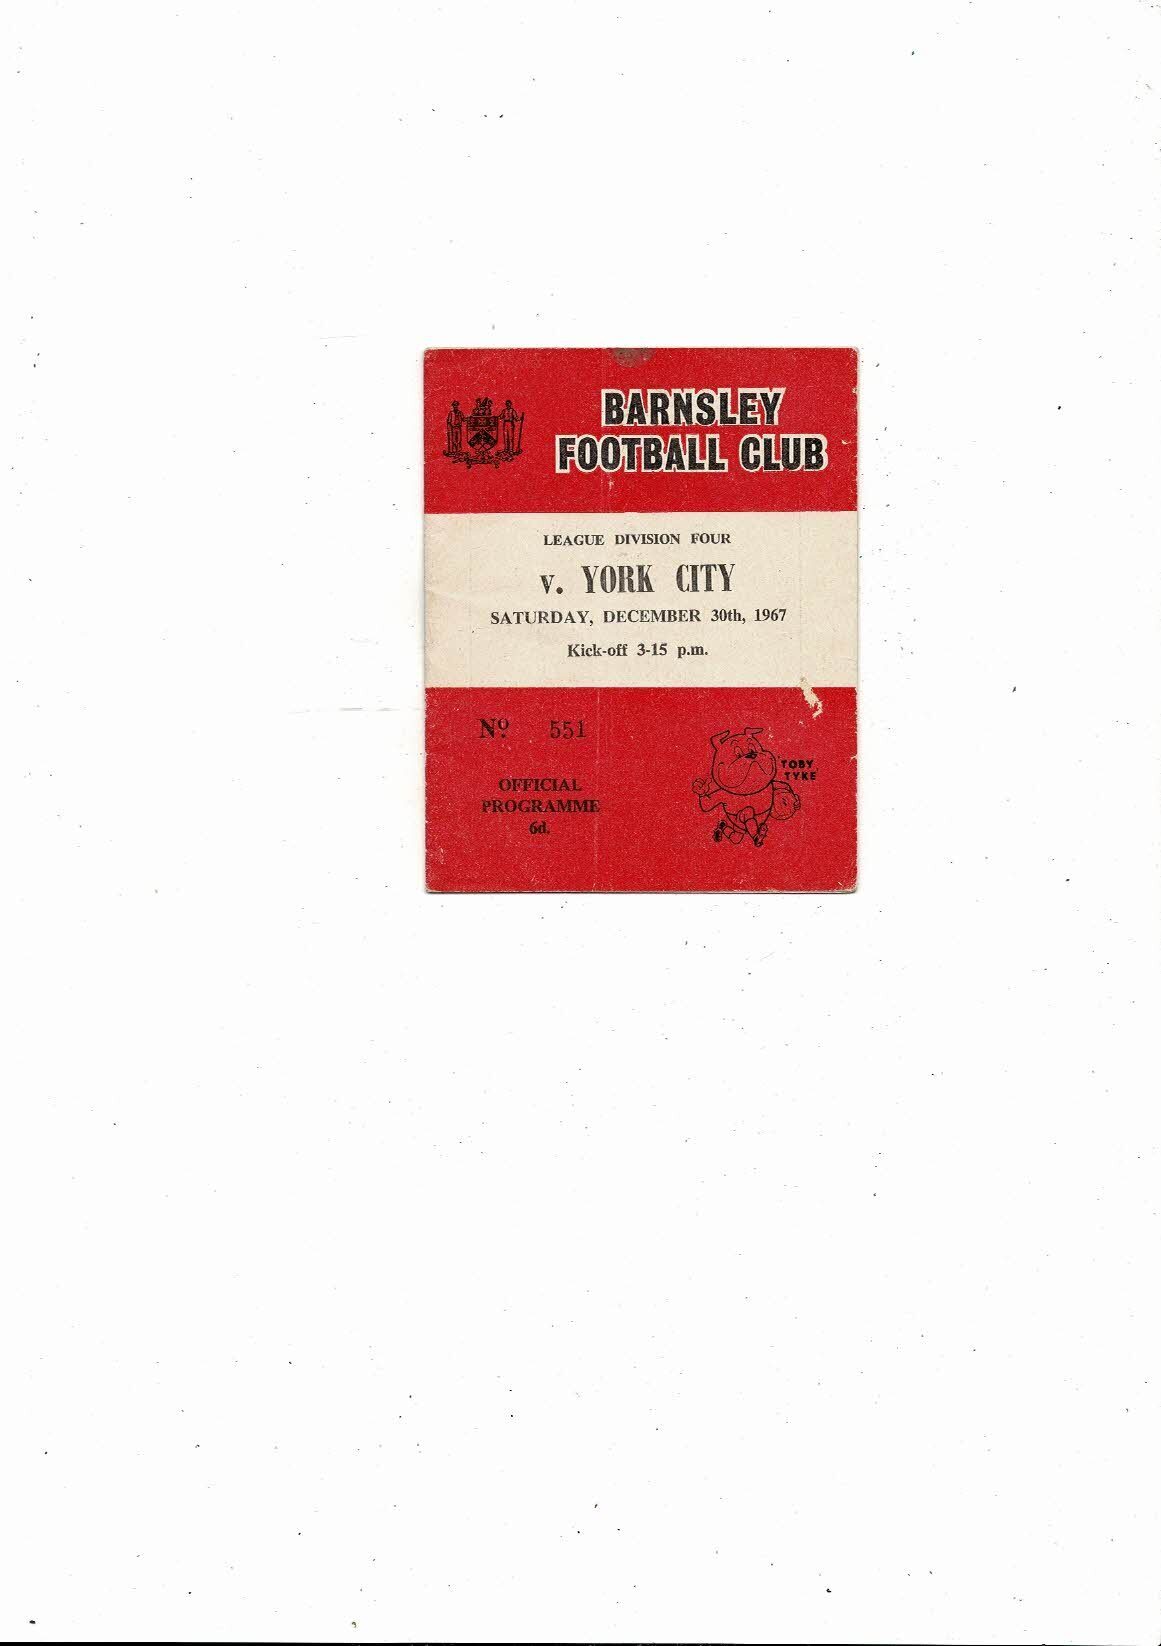 BARNSLEY
FOOTBALL CLUB
LEAGUE DIVISION FOUR
v. YORK CITY
SATURDAY, DECEMBER 30th, 1967
Kick-off 3-15 p.m.
Nº 551
OFFICIAL
PROGRAMME
6d.
TOBY
TYKE